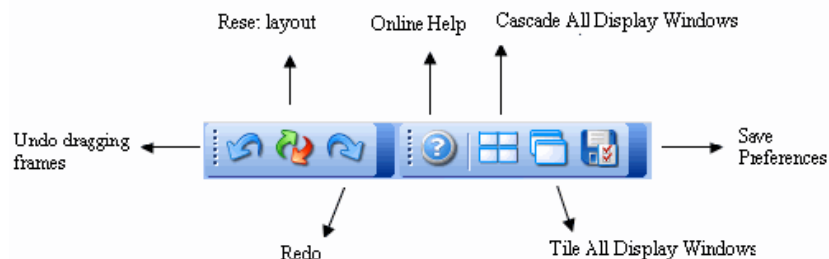 Rese: layout
Online Help
Cascade All Display Windows
Undo dragging
frames
Save
Preferences
Redo
Tile All Display Windows